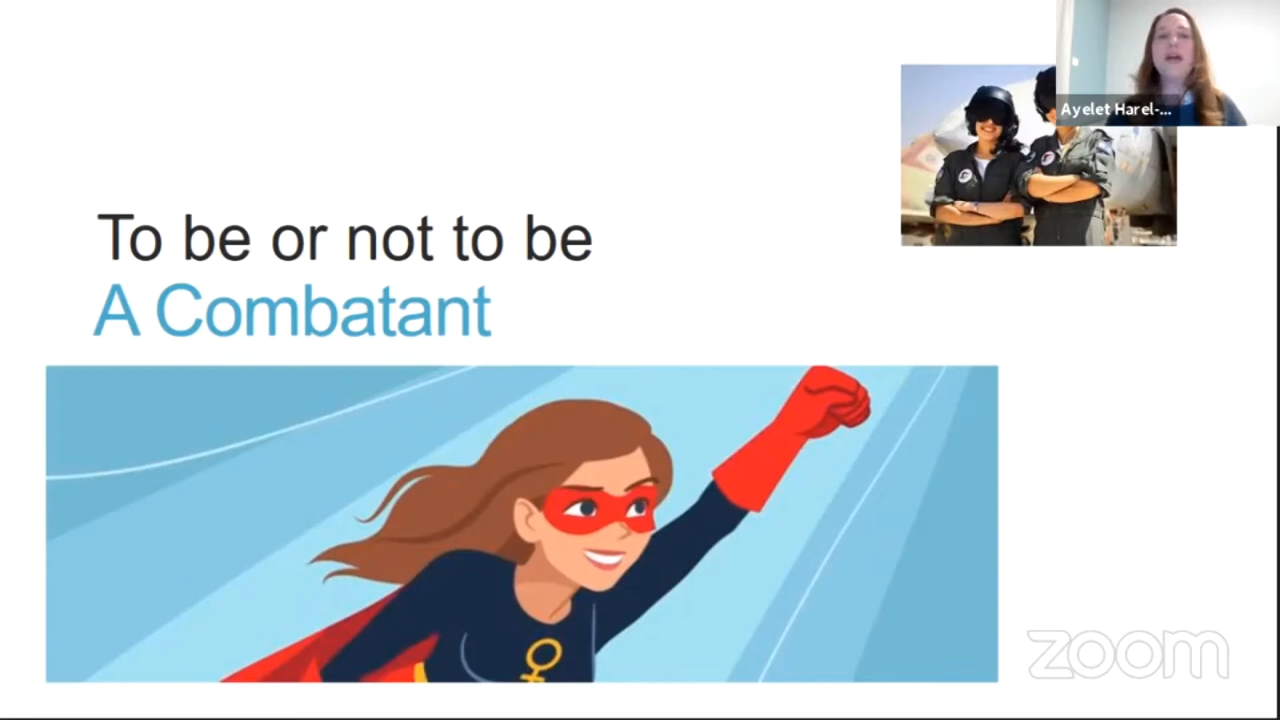 Ayelet Harel-...
To be or not to be
A Combatant
zoom